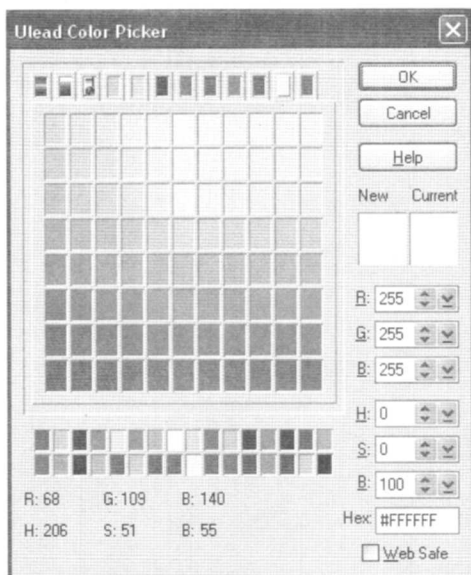 Ulead Color Picker
OK
Cancel
Help
New Current
R: 255
G: 255
B: 255
H: 0
S: 0
B: 100
Hex: #FFFFFF
Web Safe
R: 68 G: 109 B: 140
H: 206 S: 51 B: 55